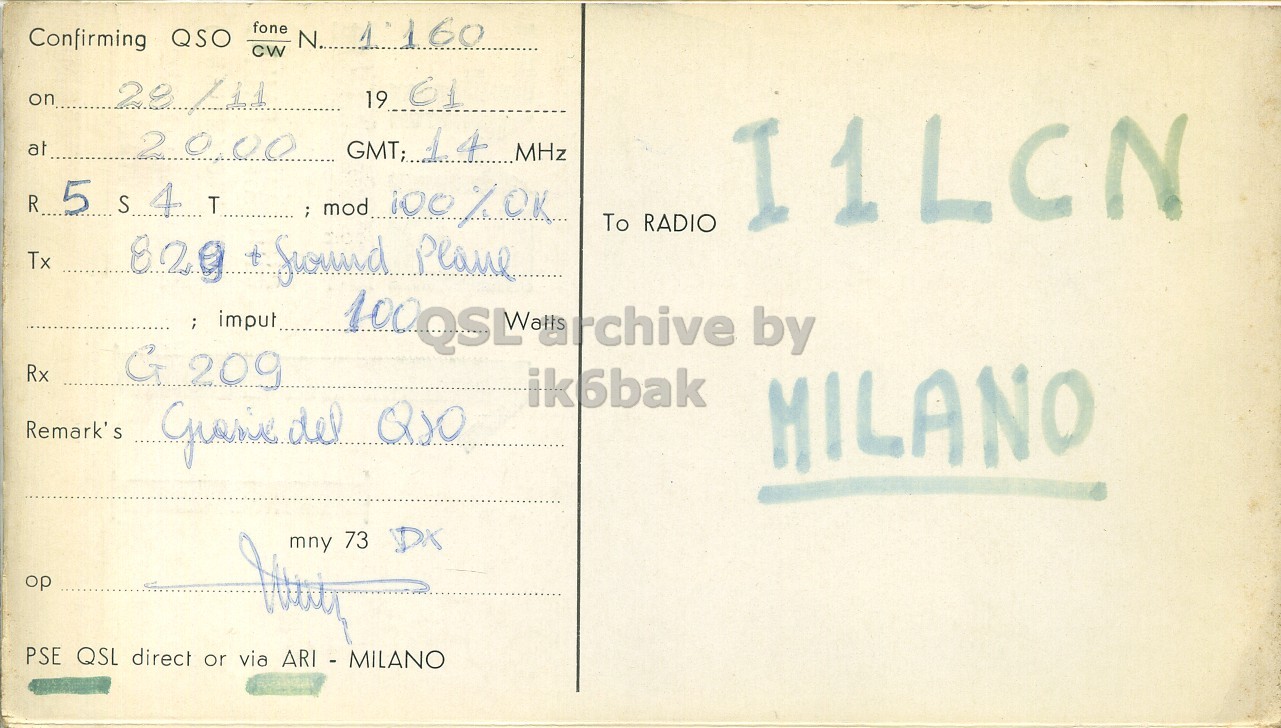 Confirming QSO fone/CW N. 1160
on 28/11 1961
at 20,00 GMT; 14 MHz
R 5 S 4 T ; mod 100% OK
Tx 829 + Ground Plane
; imput 100 Watts
Rx G 209
Remark's Grazie del QSO
mny 73 DX
op
PSE QSL direct or via ARI - MILANO
To RADIO I1LCN
MILANO
QSL archive by
ik6bak